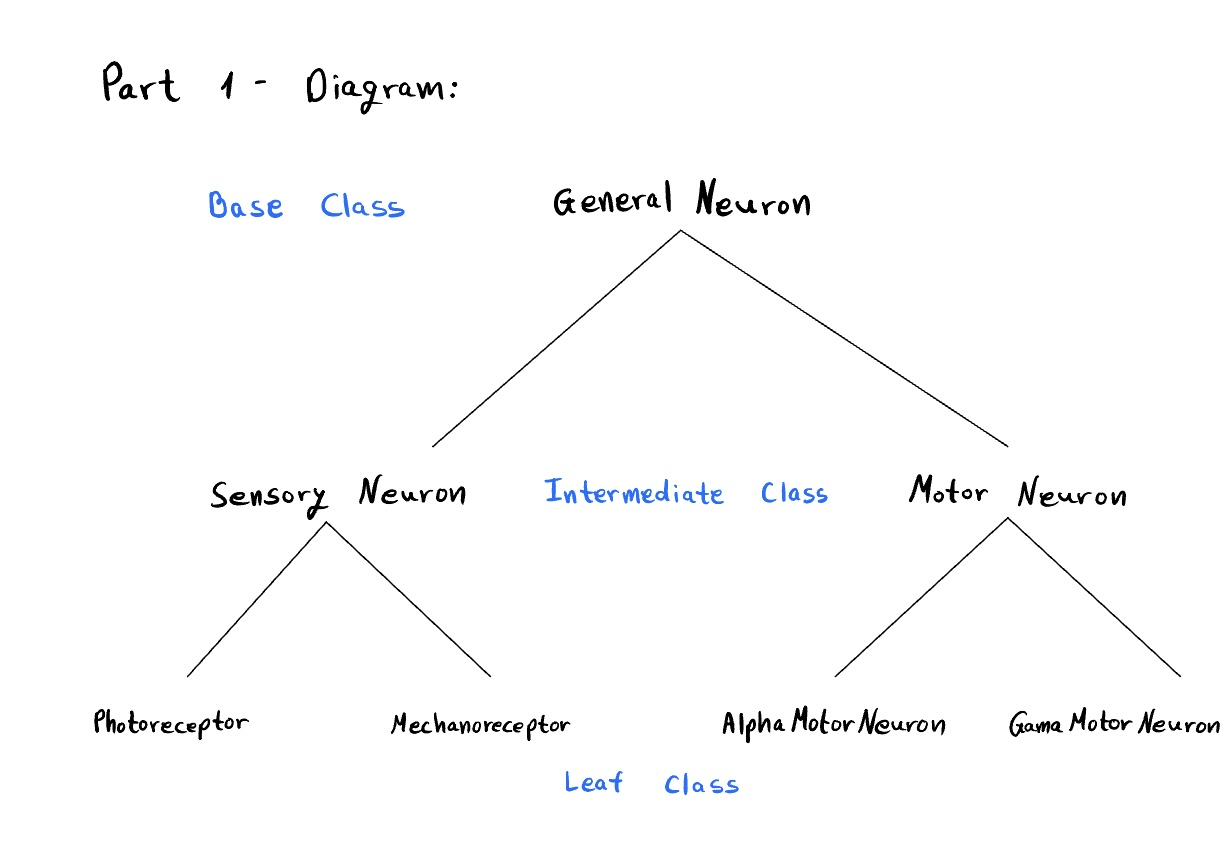 Part 1 - Diagram:
Base Class General Neuron
Sensory Neuron Intermediate Class Motor Neuron
Photoreceptor Mechanoreceptor Alpha Motor Neuron Gama Motor Neuron
Leaf Class